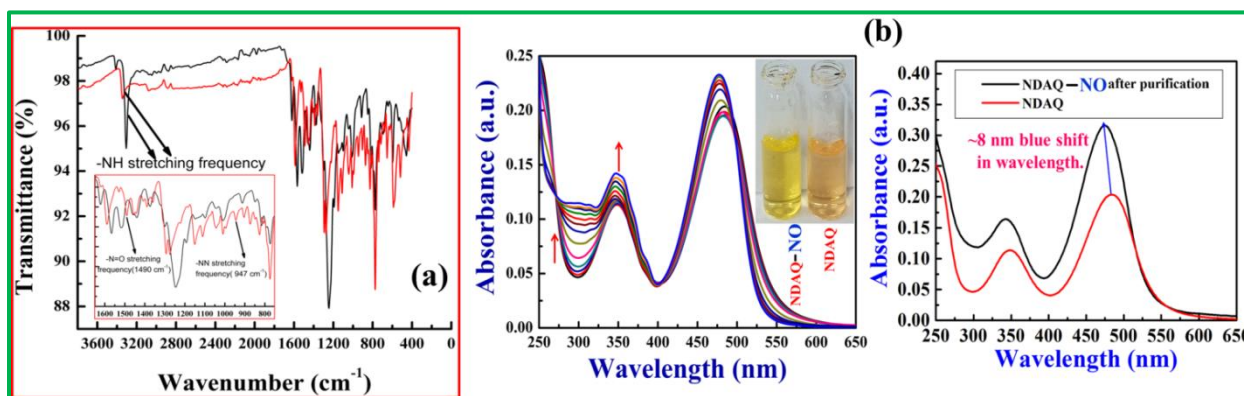 Transmittance (%)
98
96
94
92
90
88
-NH stretching frequency
-N=O stretching
frequency(1490 cm-1)
-NN stretching
frequency( 947 cm-1)
1600 1500 1400 1300 1200 1100 1000 900 800
(a)
3600 3200 2800 2400 2000 1600 1200 800 400 0
Wavenumber (cm-1)
Absorbance (a.u.)
0.25
0.20
0.15
0.10
0.05
0.00
NDAQ-NO
NDAQ
250 300 350 400 450 500 550 600 650
Wavelength (nm)
(b)
Absorbance (a.u.)
0.40
0.35
0.30
0.25
0.20
0.15
0.10
0.05
0.00
NDAQ-NO after purification
NDAQ
~8 nm blue shift
in wavelength.
250 300 350 400 450 500 550 600 650
Wavelength (nm)